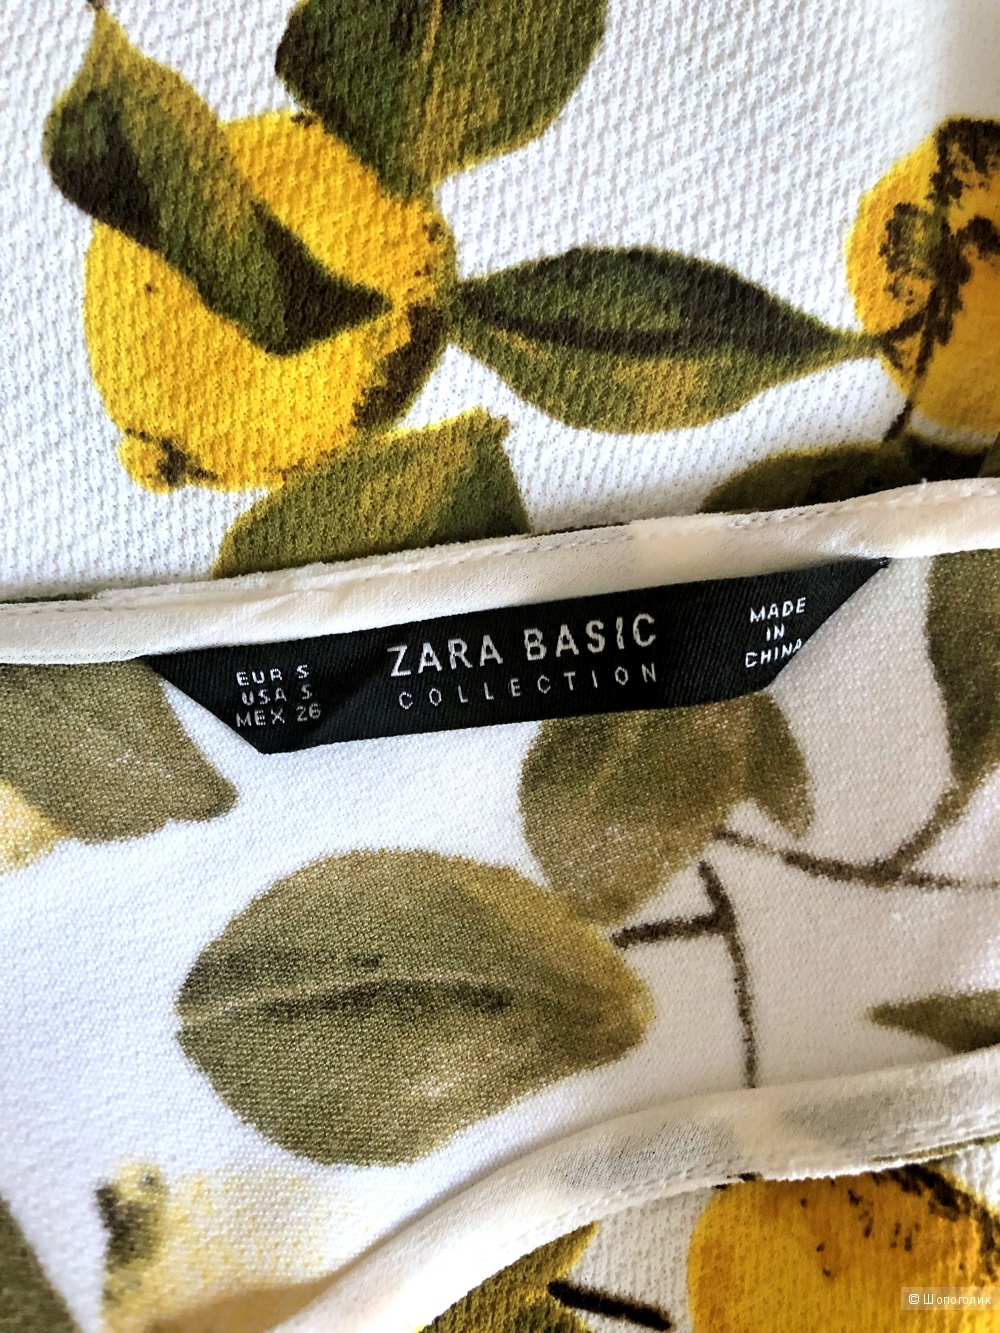 EUR S
USA S
MEX 26
ZARA BASIC
COLLECTION
MADE
IN
CHINA
© Шопоголик